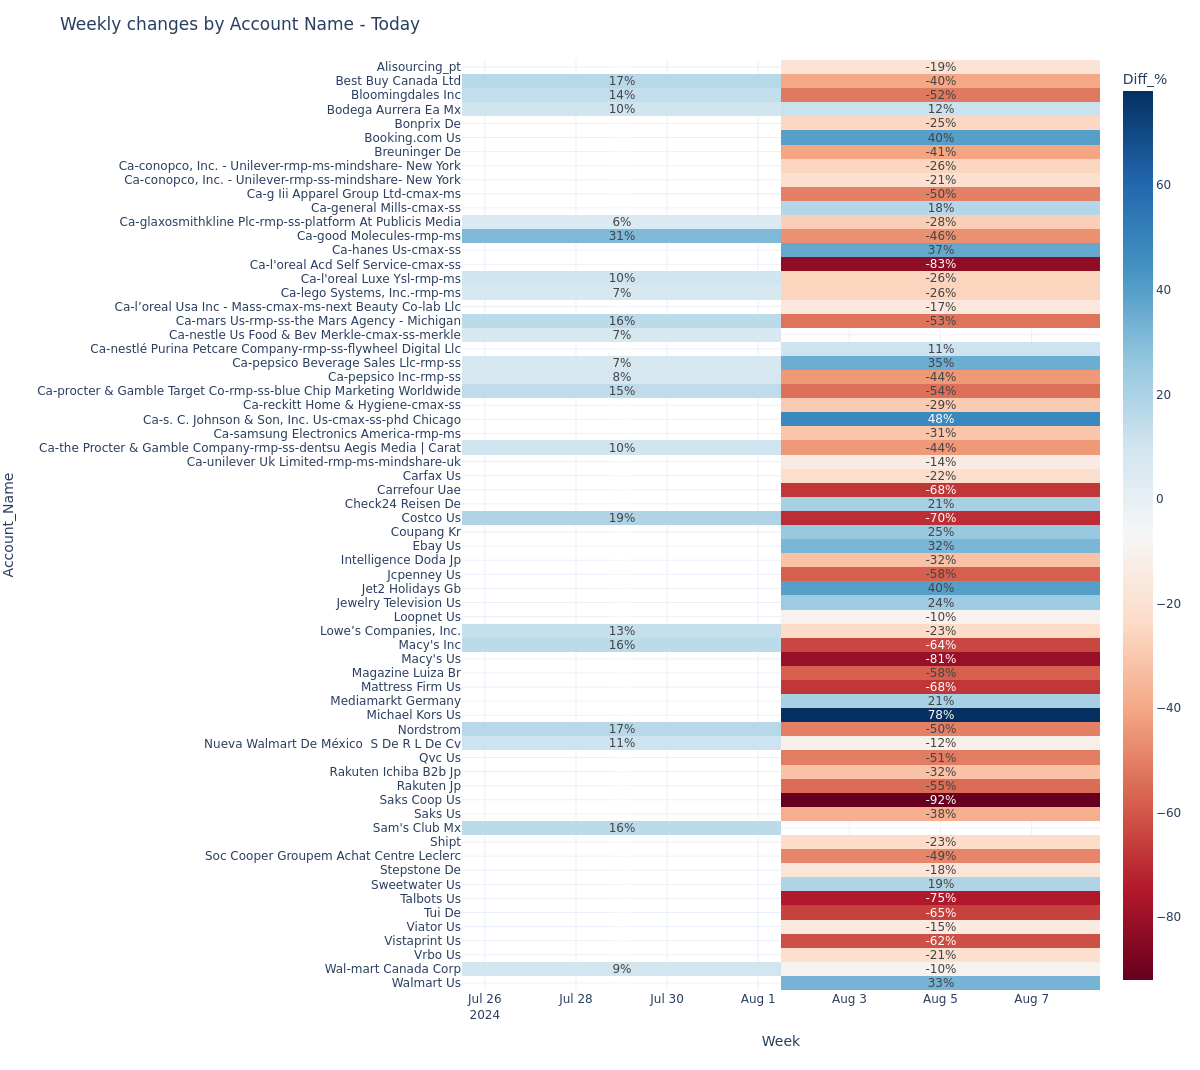 Weekly changes by Account Name - Today
Diff_%
Alisourcing_pt -19%
Best Buy Canada Ltd 17% -40%
Bloomingdales Inc 14% -52%
Bodega Aurrera Ea Mx 10% 12%
Bonprix De -25%
Booking.com Us 40%
Breuninger De -41%
Ca-conopco, Inc. - Unilever-rmp-ms-mindshare- New York -26%
Ca-conopco, Inc. - Unilever-rmp-ss-mindshare- New York -21%
Ca-g Iii Apparel Group Ltd-cmax-ms -50%
Ca-general Mills-cmax-ss 18%
Ca-glaxosmithkline Plc-rmp-ss-platform At Publicis Media 6% -28%
Ca-good Molecules-rmp-ms 31% -46%
Ca-hanes Us-cmax-ss 37%
Ca-l'oreal Acd Self Service-cmax-ss -83%
Ca-l'oreal Luxe Ysl-rmp-ms 10% -26%
Ca-lego Systems, Inc.-rmp-ms 7% -26%
Ca-l’oreal Usa Inc - Mass-cmax-ms-next Beauty Co-lab Llc -17%
Ca-mars Us-rmp-ss-the Mars Agency - Michigan 16% -53%
Ca-nestle Us Food & Bev Merkle-cmax-ss-merkle 7%
Ca-nestlé Purina Petcare Company-rmp-ss-flywheel Digital Llc 11%
Ca-pepsico Beverage Sales Llc-rmp-ss 7% 35%
Ca-pepsico Inc-rmp-ss 8% -44%
Ca-procter & Gamble Target Co-rmp-ss-blue Chip Marketing Worldwide 15% -54%
Ca-reckitt Home & Hygiene-cmax-ss -29%
Ca-s. C. Johnson & Son, Inc. Us-cmax-ss-phd Chicago 48%
Ca-samsung Electronics America-rmp-ms -31%
Ca-the Procter & Gamble Company-rmp-ss-dentsu Aegis Media | Carat 10% -44%
Ca-unilever Uk Limited-rmp-ms-mindshare-uk -14%
Carfax Us -22%
Carrefour Uae -68%
Check24 Reisen De 21%
Costco Us 19% -70%
Coupang Kr 25%
Ebay Us 32%
Intelligence Doda Jp -32%
Jcpenney Us -58%
Jet2 Holidays Gb 40%
Jewelry Television Us 24%
Loopnet Us -10%
Lowe’s Companies, Inc. 13% -23%
Macy's Inc 16% -64%
Macy's Us -81%
Magazine Luiza Br -58%
Mattress Firm Us -68%
Mediamarkt Germany 21%
Michael Kors Us 78%
Nordstrom 17% -50%
Nueva Walmart De México  S De R L De Cv 11% -12%
Qvc Us -51%
Rakuten Ichiba B2b Jp -32%
Rakuten Jp -55%
Saks Coop Us -92%
Saks Us -38%
Sam's Club Mx 16%
Shipt -23%
Soc Cooper Groupem Achat Centre Leclerc -49%
Stepstone De -18%
Sweetwater Us 19%
Talbots Us -75%
Tui De -65%
Viator Us -15%
Vistaprint Us -62%
Vrbo Us -21%
Wal-mart Canada Corp 9% -10%
Walmart Us 33%
Account_Name
Jul 26 Jul 28 Jul 30 Aug 1 Aug 3 Aug 5 Aug 7
2024
Week
60
40
20
0
−20
−40
−60
−80